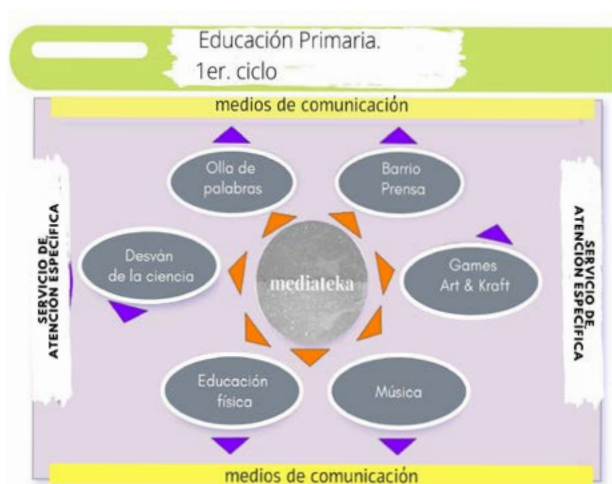 Educación Primaria.
1er. ciclo
medios de comunicación
Olla de
palabras
Barrio
Prensa
SERVICIO DE
ATENCIÓN ESPECÍFICA
Desván
de la ciencia
mediateka
Games
Art & Kraft
SERVICIO DE
ATENCIÓN ESPECÍFICA
Educación
física
Música
medios de comunicación